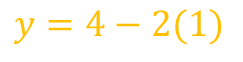 y = 4 − 2(1)